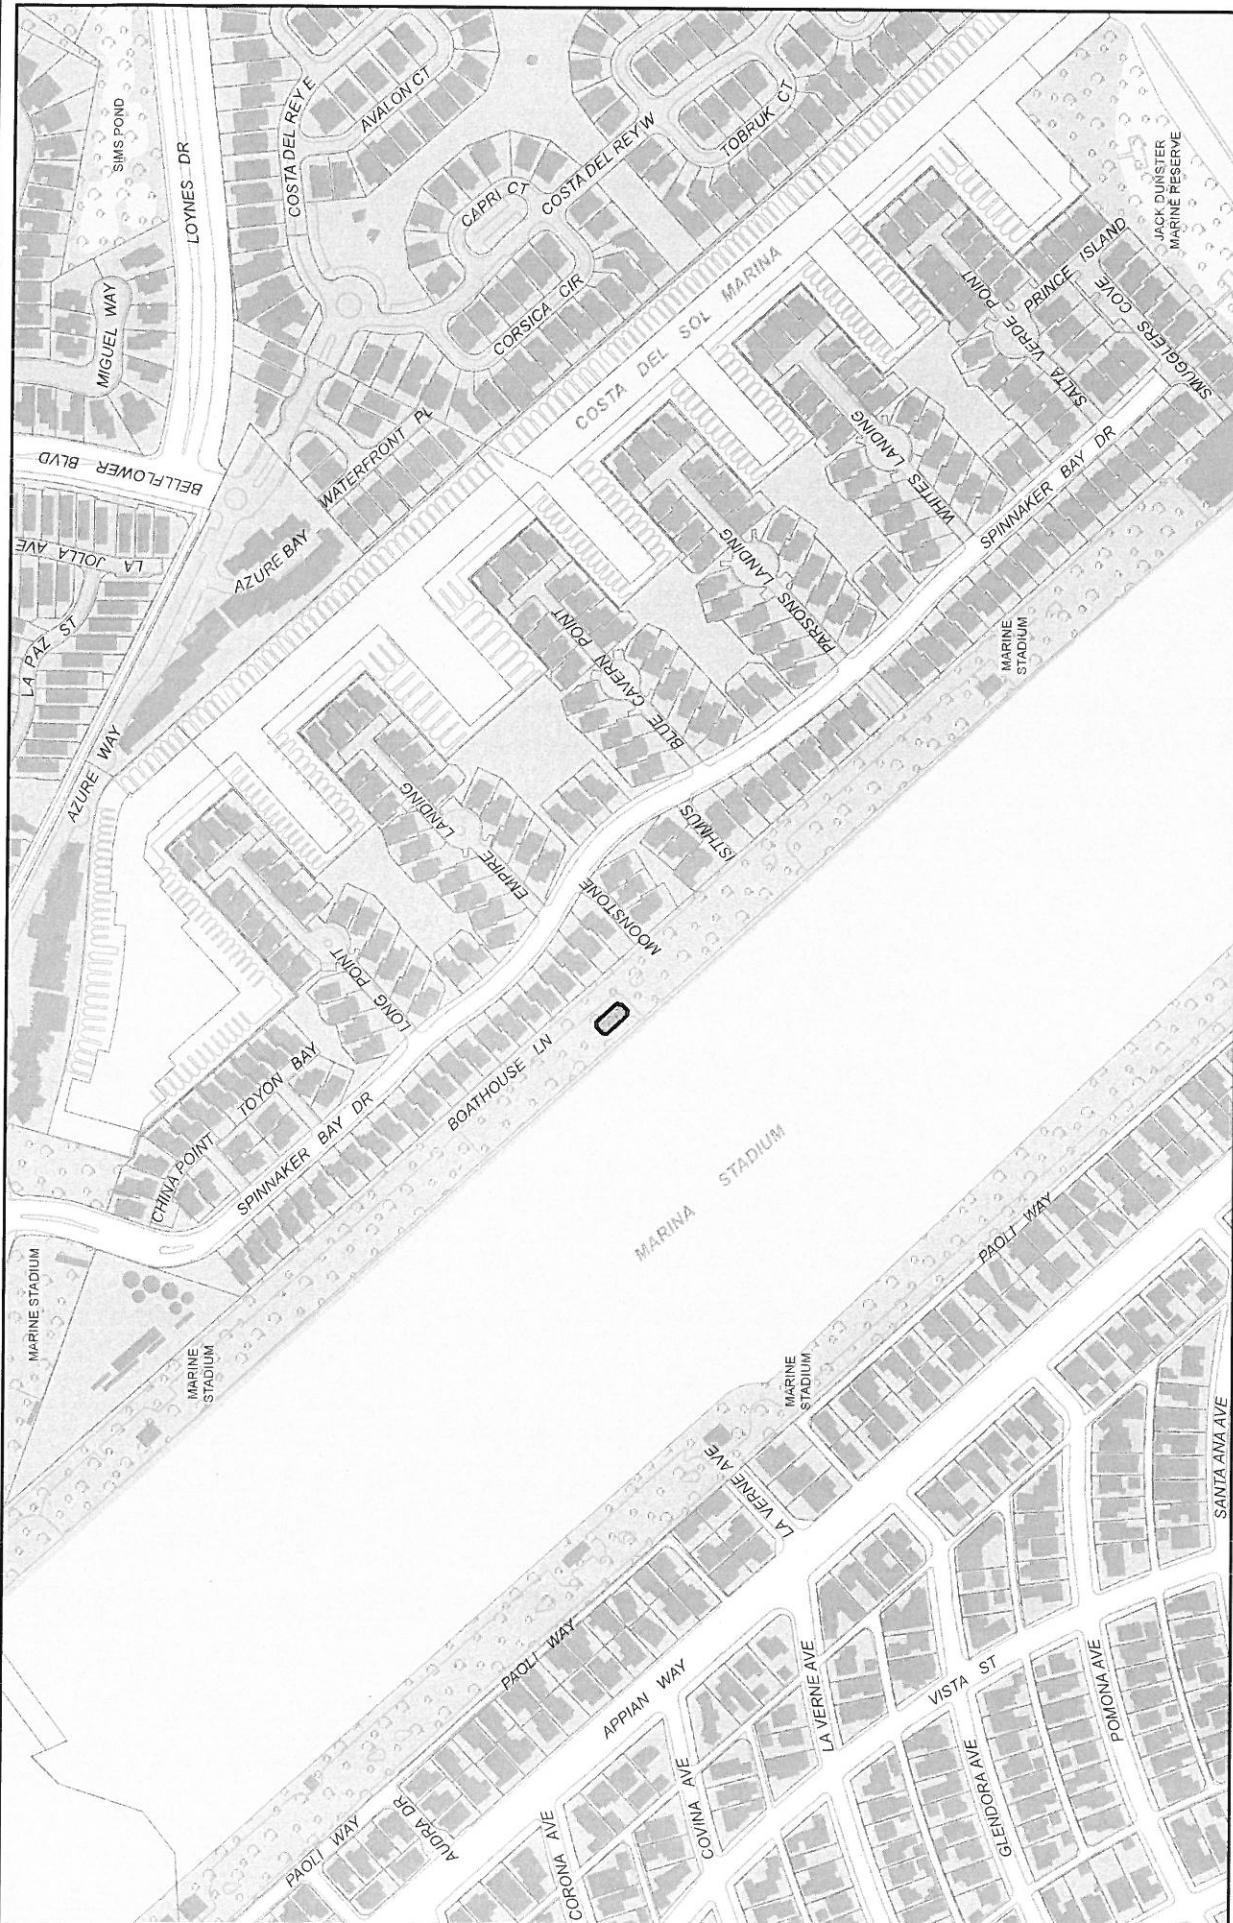 SIMS POND
LOYNES DR
COSTA DEL REY E
AVALON CT
MIGUEL WAY
CAPRI CT
COSTA DEL REY W
TOBRUK CT
CORSICA CIR
JACK DUNSTER
MARINE RESERVE
BELLFLOWER BLVD
LA JOLLA AVE
LA PAZ ST
WATERFRONT PL
AZURE BAY
AZURE WAY
COSTA DEL SOL MARINA
PRINCE ISLAND
SALTA VERDE POINT
SMUGGLERS COVE
WHITES LANDING
SPINNAKER BAY DR
PARSONS LANDING
MARINE
STADIUM
BLUE CAVERN POINT
EMPIRE LANDING
ISTHMUS
MOONSTONE
LONG POINT
BOATHOUSE LN
TOYON BAY
CHINA POINT
SPINNAKER BAY DR
MARINE STADIUM
MARINE
STADIUM
MARINA STADIUM
PAOLI WAY
MARINE
STADIUM
LA VERNE AVE
SANTA ANA AVE
PAOLI WAY
APPIAN WAY
LA VERNE AVE
VISTA ST
POMONA AVE
GLENDORA AVE
COVINA AVE
CORONA AVE
AUDRA DR
PAOLI WAY